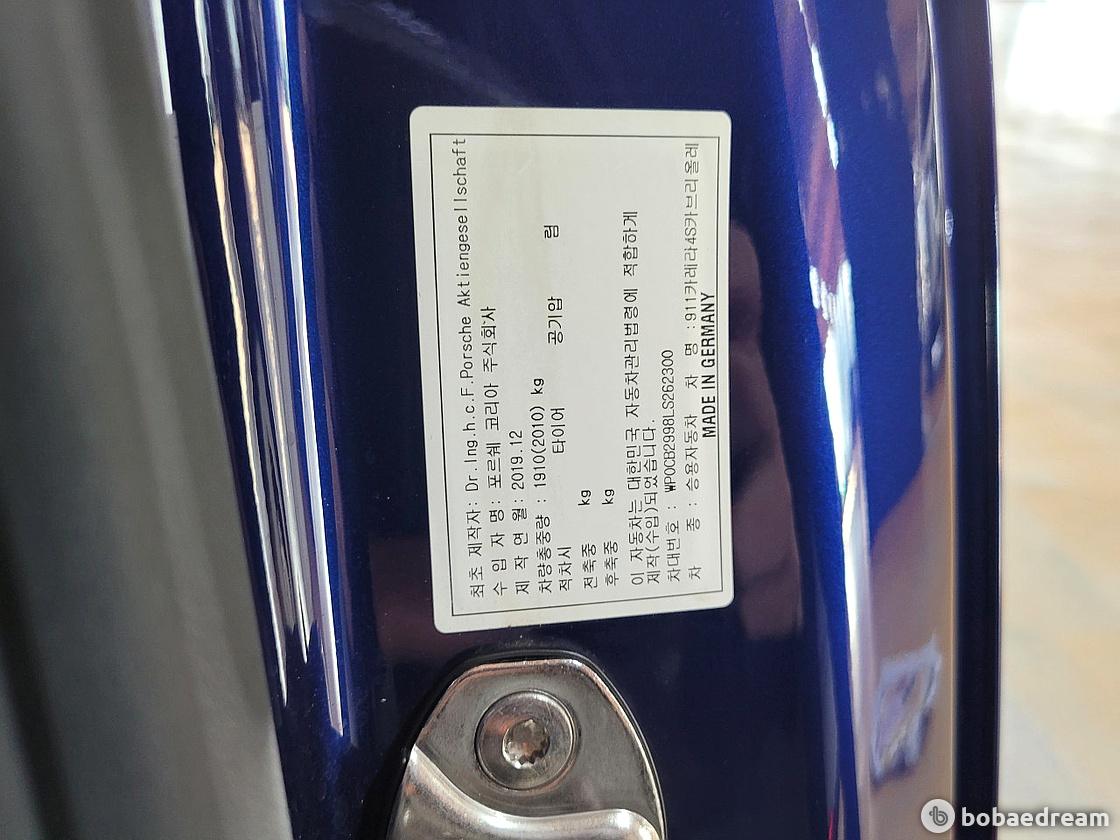 최초 제작자: Dr.Ing.h.c.F.Porsche Aktiengesellschaft
수 입 자 명: 포르쉐 코리아 주식회사
제 작 연 월: 2019.12
차량총중량 : 1910(2010) kg
적차시 타이어 공기압 림
전축중 kg
후축중 kg
이 자동차는 대한민국 자동차관리법령에 적합하게
제작(수입)되었습니다.
차대번호 : WP0CB2998LS262300
차 종 : 승용자동차 차 명 :911카레라4S카브리올레
MADE IN GERMANY
bobaedream